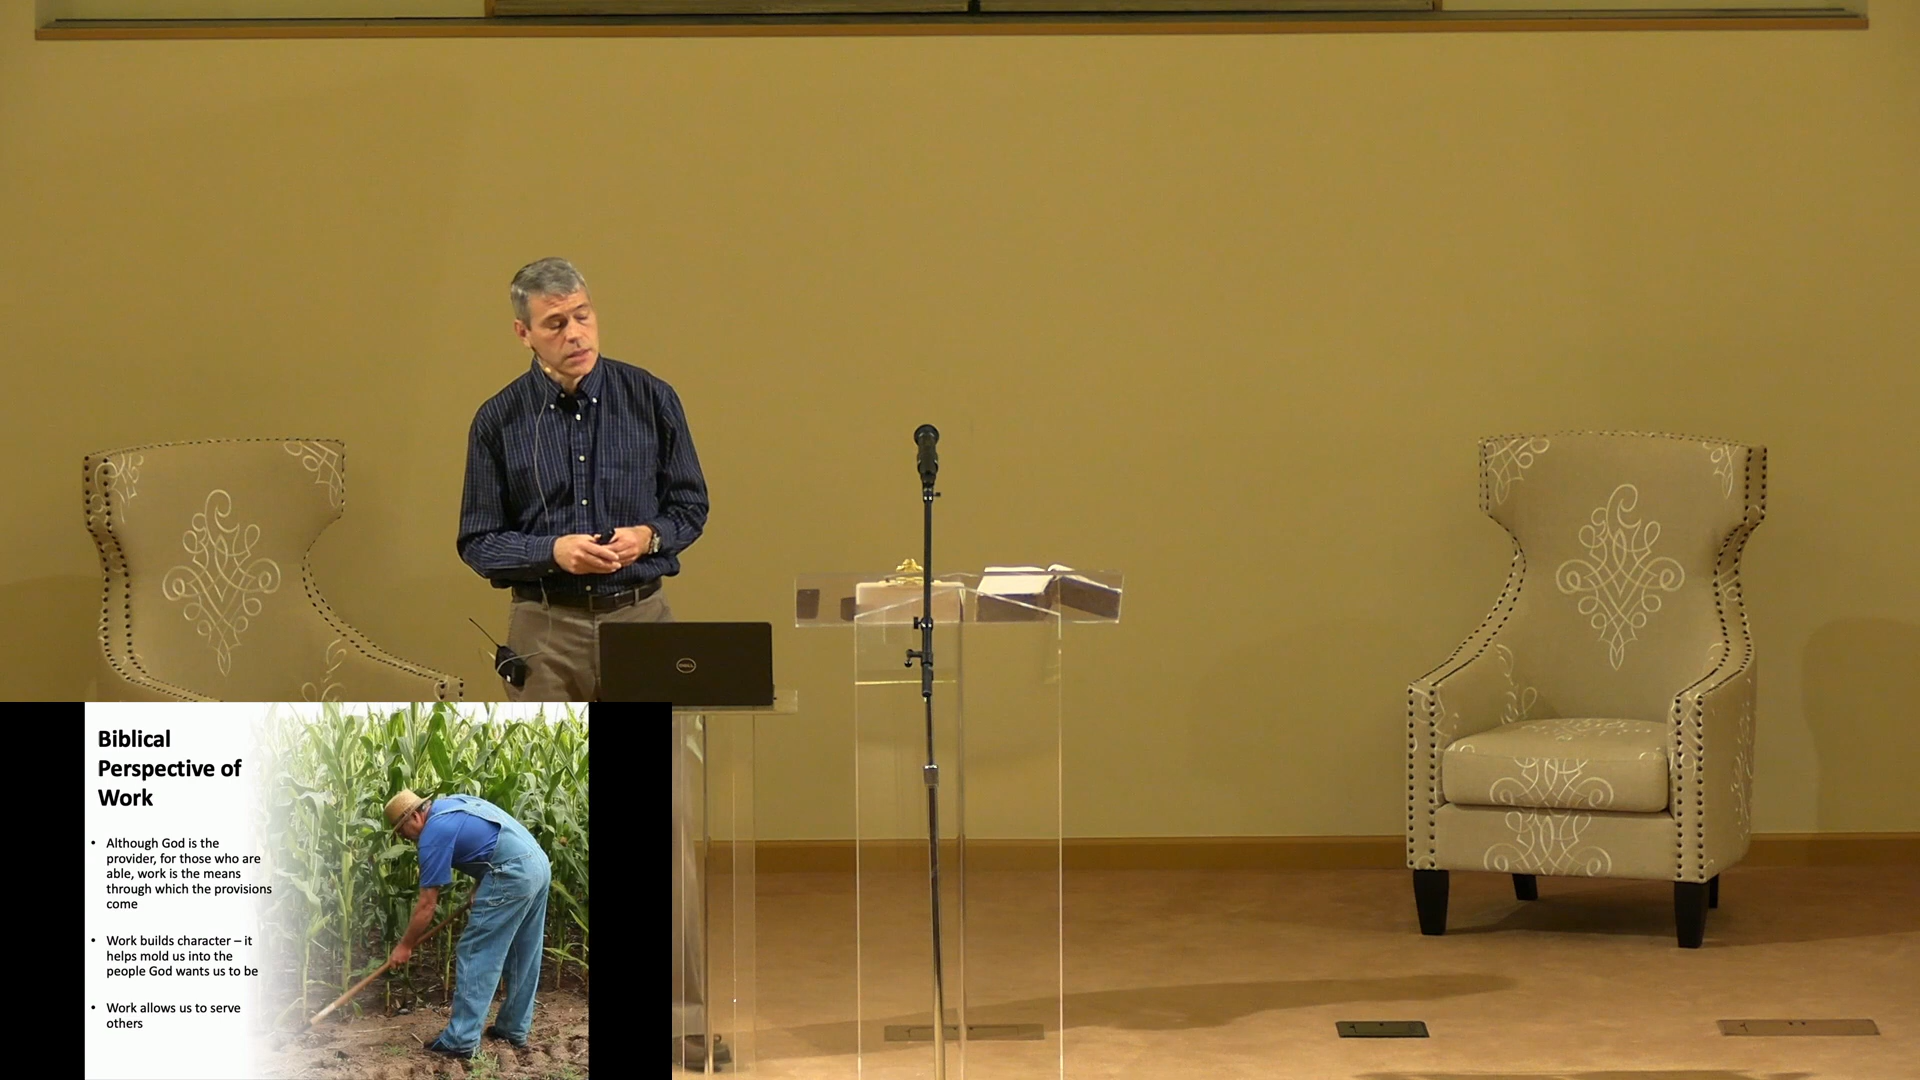 DELL
Biblical
Perspective of
Work
• Although God is the
provider, for those who are
able, work is the means
through which the provisions
come
• Work builds character – it
helps mold us into the
people God wants us to be
• Work allows us to serve
others